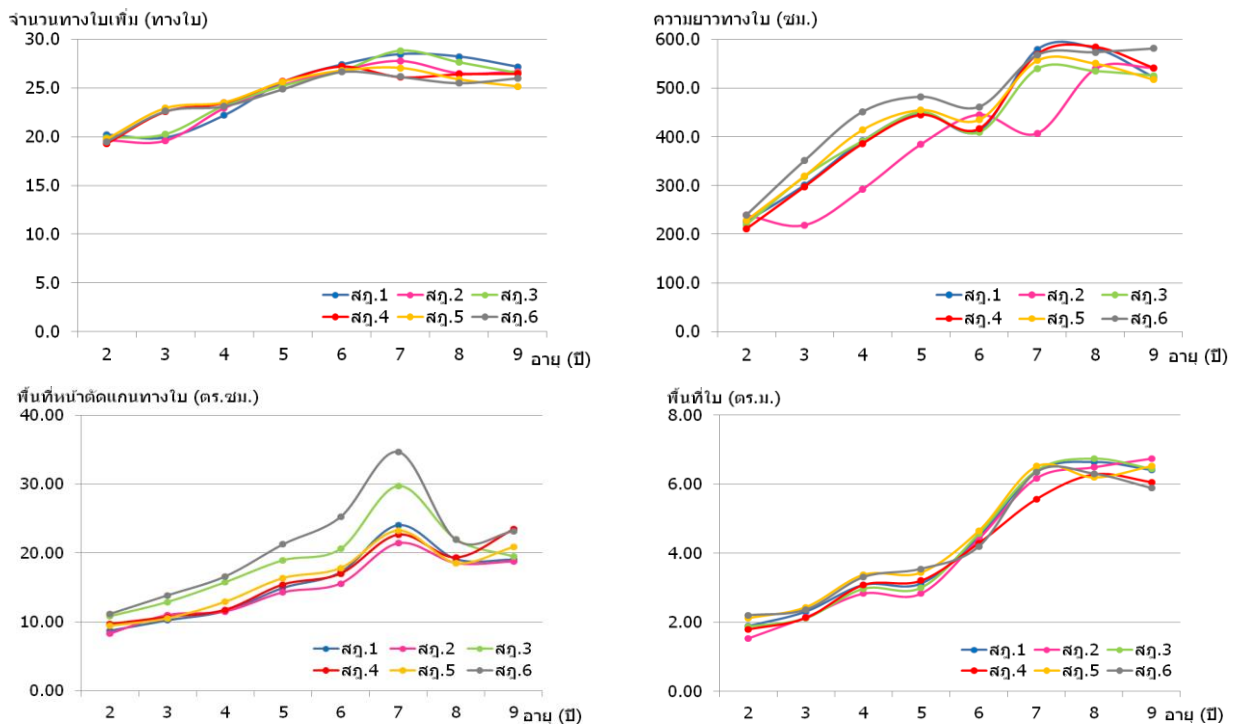 จำนวนทางใบเพิ่ม (ทางใบ)
30.0
25.0
20.0
15.0
10.0
5.0
0.0
สฎ.1 สฎ.2 สฎ.3
สฎ.4 สฎ.5 สฎ.6
2 3 4 5 6 7 8 9 อายุ (ปี)
ความยาวทางใบ (ซม.)
600.0
500.0
400.0
300.0
200.0
100.0
0.0
สฎ.1 สฎ.2 สฎ.3
สฎ.4 สฎ.5 สฎ.6
2 3 4 5 6 7 8 9 อายุ (ปี)
พื้นที่หน้าตัดแกนทางใบ (ตร.ซม.)
40.00
30.00
20.00
10.00
0.00
สฎ.1 สฎ.2 สฎ.3
สฎ.4 สฎ.5 สฎ.6
2 3 4 5 6 7 8 9 อายุ (ปี)
พื้นที่ใบ (ตร.ม.)
8.00
6.00
4.00
2.00
0.00
สฎ.1 สฎ.2 สฎ.3
สฎ.4 สฎ.5 สฎ.6
2 3 4 5 6 7 8 9 อายุ (ปี)